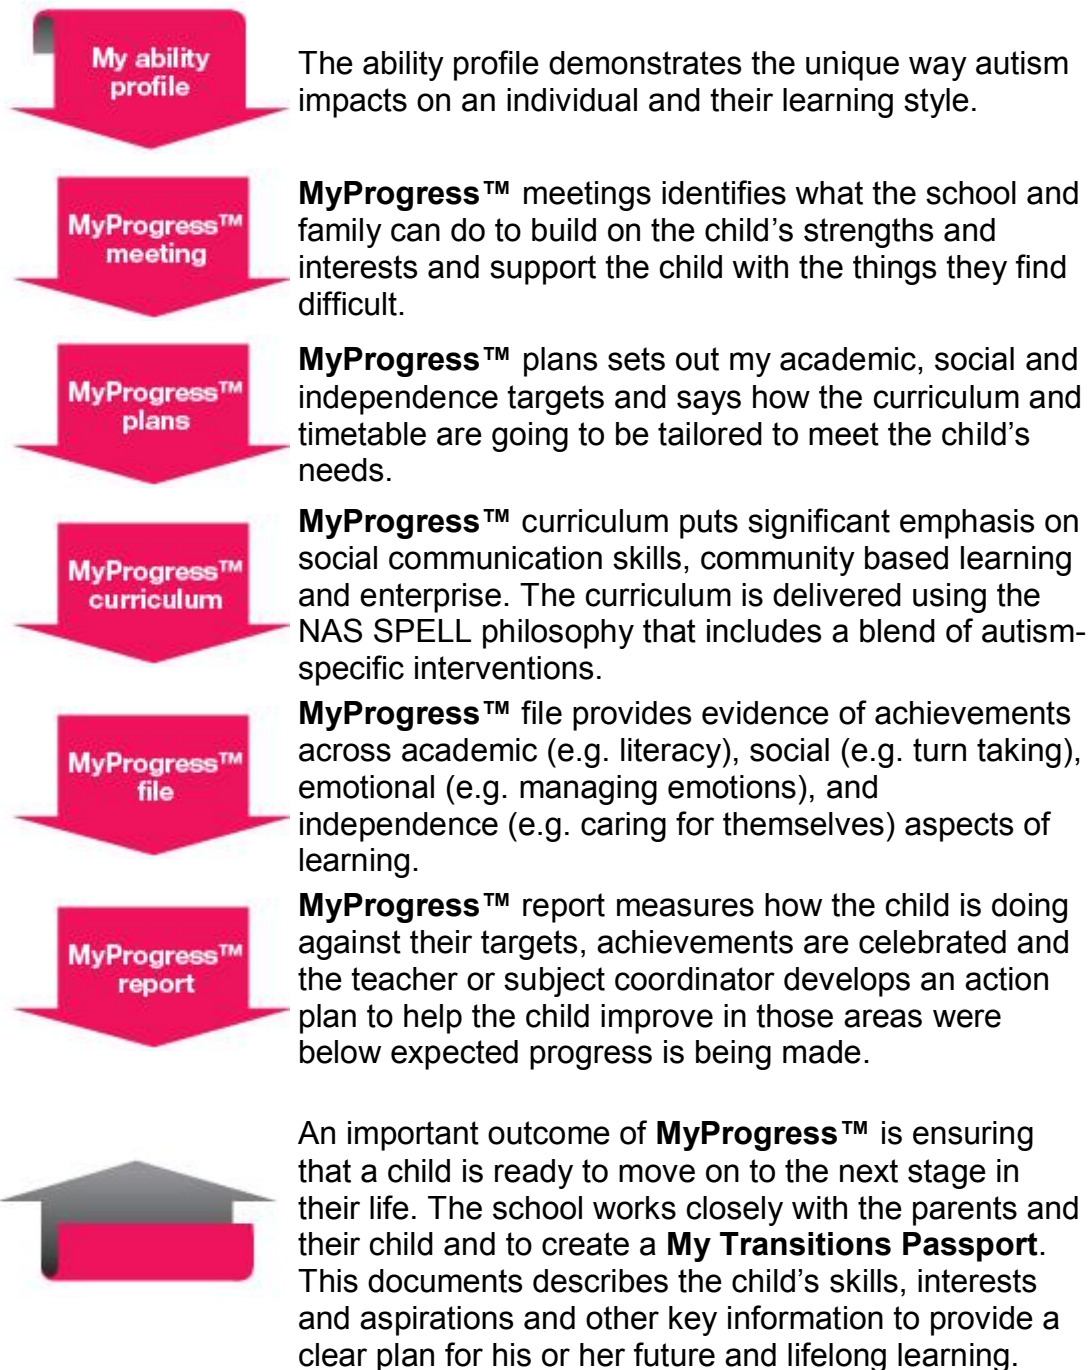 My ability
profile
The ability profile demonstrates the unique way autism
impacts on an individual and their learning style.
MyProgress™
meeting
MyProgress™ meetings identifies what the school and
family can do to build on the child’s strengths and
interests and support the child with the things they find
difficult.
MyProgress™
plans
MyProgress™ plans sets out my academic, social and
independence targets and says how the curriculum and
timetable are going to be tailored to meet the child’s
needs.
MyProgress™
curriculum
MyProgress™ curriculum puts significant emphasis on
social communication skills, community based learning
and enterprise. The curriculum is delivered using the
NAS SPELL philosophy that includes a blend of autism-
specific interventions.
MyProgress™
file
MyProgress™ file provides evidence of achievements
across academic (e.g. literacy), social (e.g. turn taking),
emotional (e.g. managing emotions), and
independence (e.g. caring for themselves) aspects of
learning.
MyProgress™
report
MyProgress™ report measures how the child is doing
against their targets, achievements are celebrated and
the teacher or subject coordinator develops an action
plan to help the child improve in those areas were
below expected progress is being made.
An important outcome of MyProgress™ is ensuring
that a child is ready to move on to the next stage in
their life. The school works closely with the parents and
their child and to create a My Transitions Passport.
This documents describes the child’s skills, interests
and aspirations and other key information to provide a
clear plan for his or her future and lifelong learning.